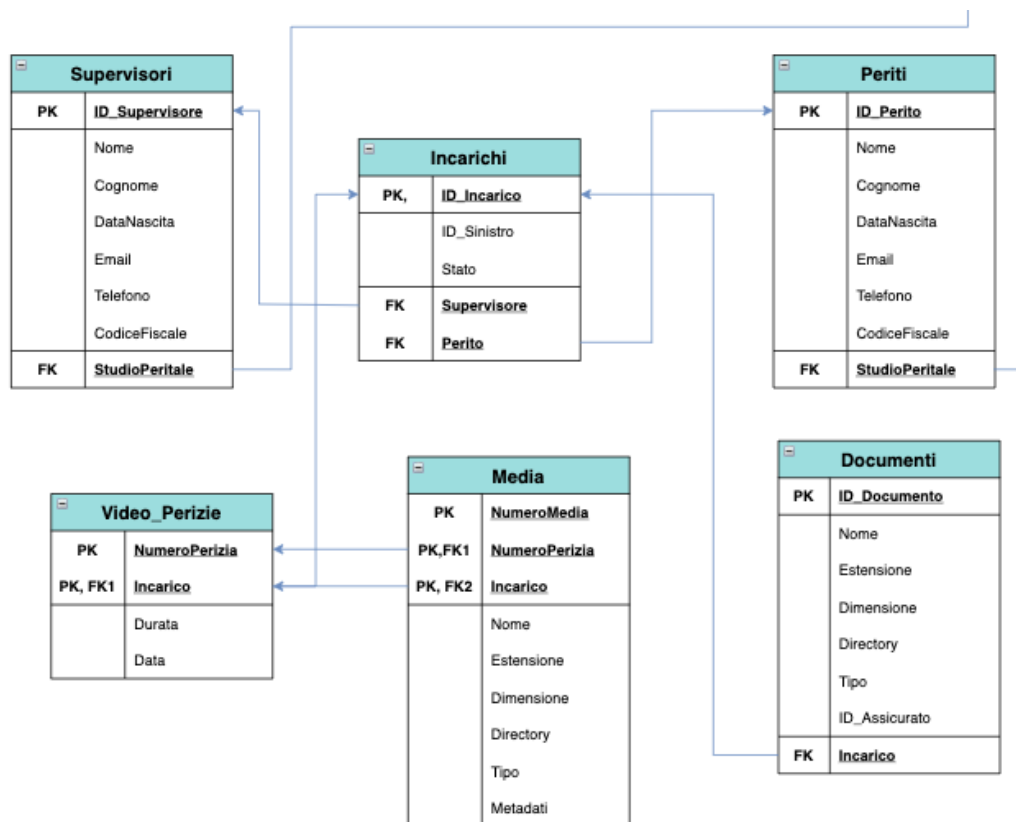 Supervisori
PK ID_Supervisore
Nome
Cognome
DataNascita
Email
Telefono
CodiceFiscale
FK StudioPeritale
Incarichi
PK, ID_Incarico
ID_Sinistro
Stato
FK Supervisore
FK Perito
Periti
PK ID_Perito
Nome
Cognome
DataNascita
Email
Telefono
CodiceFiscale
FK StudioPeritale
Video_Perizie
PK NumeroPerizia
PK, FK1 Incarico
Durata
Data
Media
PK NumeroMedia
PK,FK1 NumeroPerizia
PK, FK2 Incarico
Nome
Estensione
Dimensione
Directory
Tipo
Metadati
Documenti
PK ID_Documento
Nome
Estensione
Dimensione
Directory
Tipo
ID_Assicurato
FK Incarico